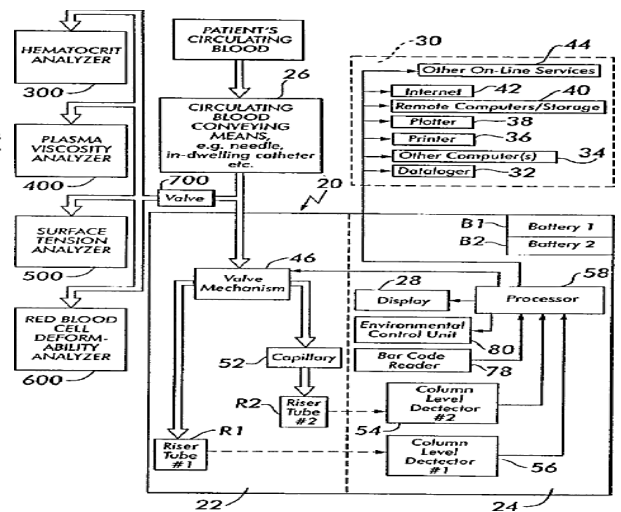 HEMATOCRIT
ANALYZER
300
PLASMA
VISCOSITY
ANALYZER
400
SURFACE
TENSION
ANALYZER
500
RED BLOOD
CELL
DEFORM-
ABILITY
ANALYZER
600
PATIENT'S
CIRCULATING
BLOOD
26
CIRCULATING
BLOOD
CONVEYING
MEANS,
e.g. needle,
in-dwelling catheter
etc.
700
Valve
20
30
44
Other On-Line Services
Internet
42
40
Remote Computers/Storage
Plotter
38
Printer
36
Other Computer(s)
34
Dataloger
32
B1
Battery 1
B2
Battery 2
46
Valve
Mechanism
28
Display
58
Processor
Environmental
Control Unit
80
Bar Code
Reader
78
52
Capillary
R2
Riser
Tube
#2
Column
Level
Dectector
#2
54
R1
Riser
Tube
#1
Column
Level
Dectector
#1
56
22
24